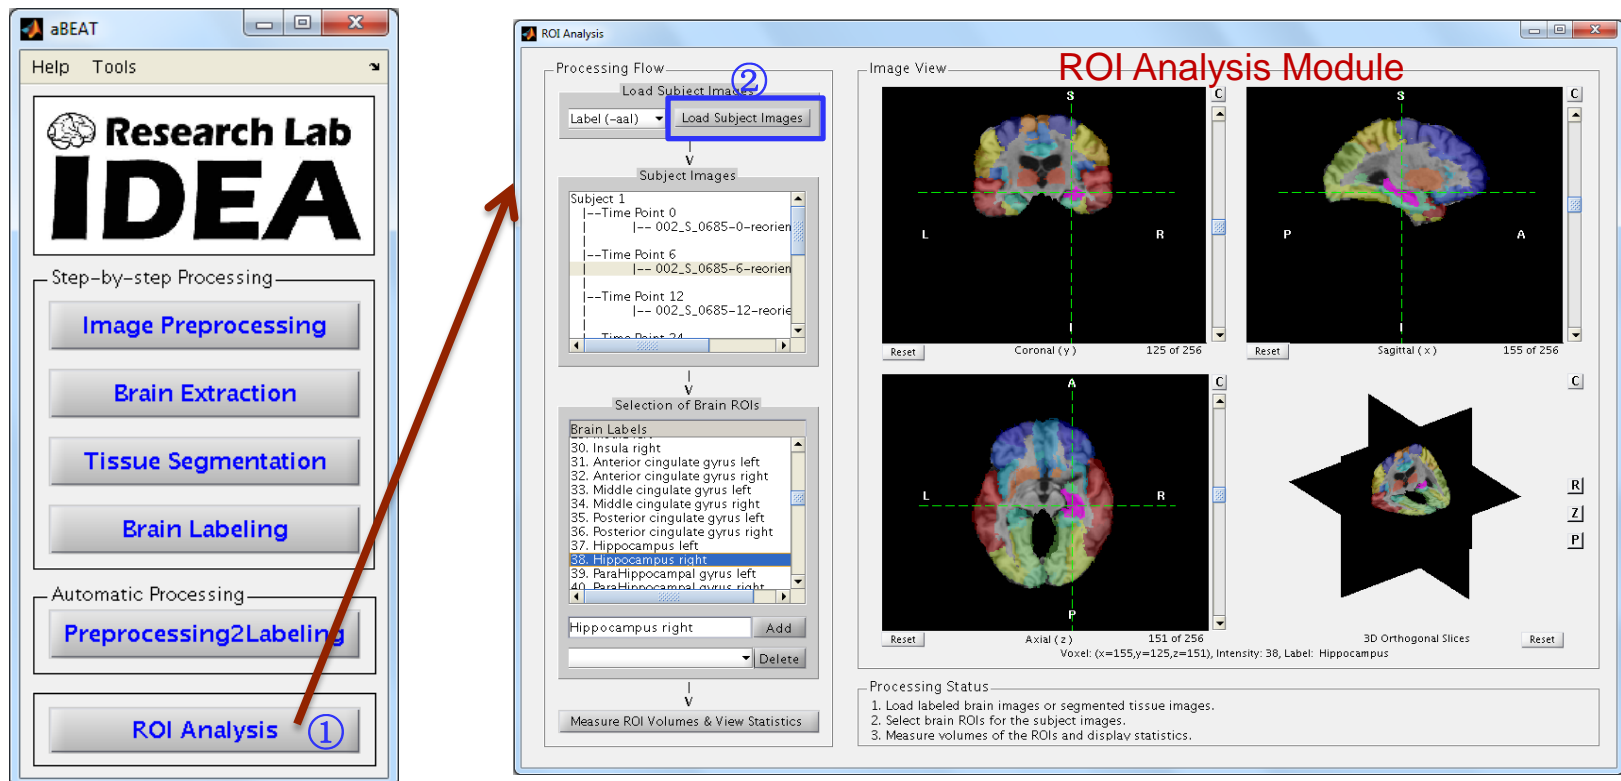 aBEAT
Help Tools
Research Lab
IDEA
Step-by-step Processing
Image Preprocessing
Brain Extraction
Tissue Segmentation
Brain Labeling
Automatic Processing
Preprocessing2Labeling
ROI Analysis ①
ROI Analysis
Processing Flow
②
Load Subject Images
Label (-aal) Load Subject Images
Subject Images
Subject 1
|--Time Point 0
|-- 002_S_0685-0-reorien
|--Time Point 6
|-- 002_S_0685-6-reorien
|--Time Point 12
|-- 002_S_0685-12-reorie
Time Point 24
Selection of Brain ROIs
Brain Labels
30. Insula right
31. Anterior cingulate gyrus left
32. Anterior cingulate gyrus right
33. Middle cingulate gyrus left
34. Middle cingulate gyrus right
35. Posterior cingulate gyrus left
36. Posterior cingulate gyrus right
37. Hippocampus left
38. Hippocampus right
39. ParaHippocampal gyrus left
40. ParaHippocampal gyrus right
Hippocampus right Add
Delete
Measure ROI Volumes & View Statistics
Image View
ROI Analysis Module
S
C
L
R
I
Reset Coronal (y) 125 of 256
S
C
P
A
I
Reset Sagittal (x) 155 of 256
A
C
L
R
P
Reset Axial (z) 151 of 256
C
R
Z
P
3D Orthogonal Slices Reset
Voxel: (x=155,y=125,z=151), Intensity: 38, Label: Hippocampus
Processing Status
1. Load labeled brain images or segmented tissue images.
2. Select brain ROIs for the subject images.
3. Measure volumes of the ROIs and display statistics.